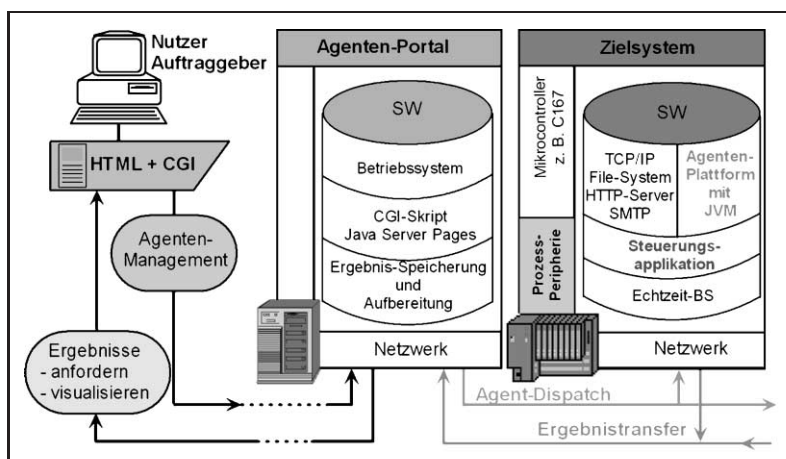 Nutzer
Auftraggeber
HTML + CGI
Agenten-
Management
Ergebnisse
- anfordern
- visualisieren
Agenten-Portal
SW
Betriebssystem
CGI-Skript
Java Server Pages
Ergebnis-Speicherung
und
Aufbereitung
Netzwerk
Zielsystem
Mikrocontroller
z. B. C167
Prozess-
Peripherie
SW
TCP/IP
File-System
HTTP-Server
SMTP
Agenten-
Plattform
mit
JVM
Steuerungs-
applikation
Echtzeit-BS
Netzwerk
Agent-Dispatch
Ergebnistransfer